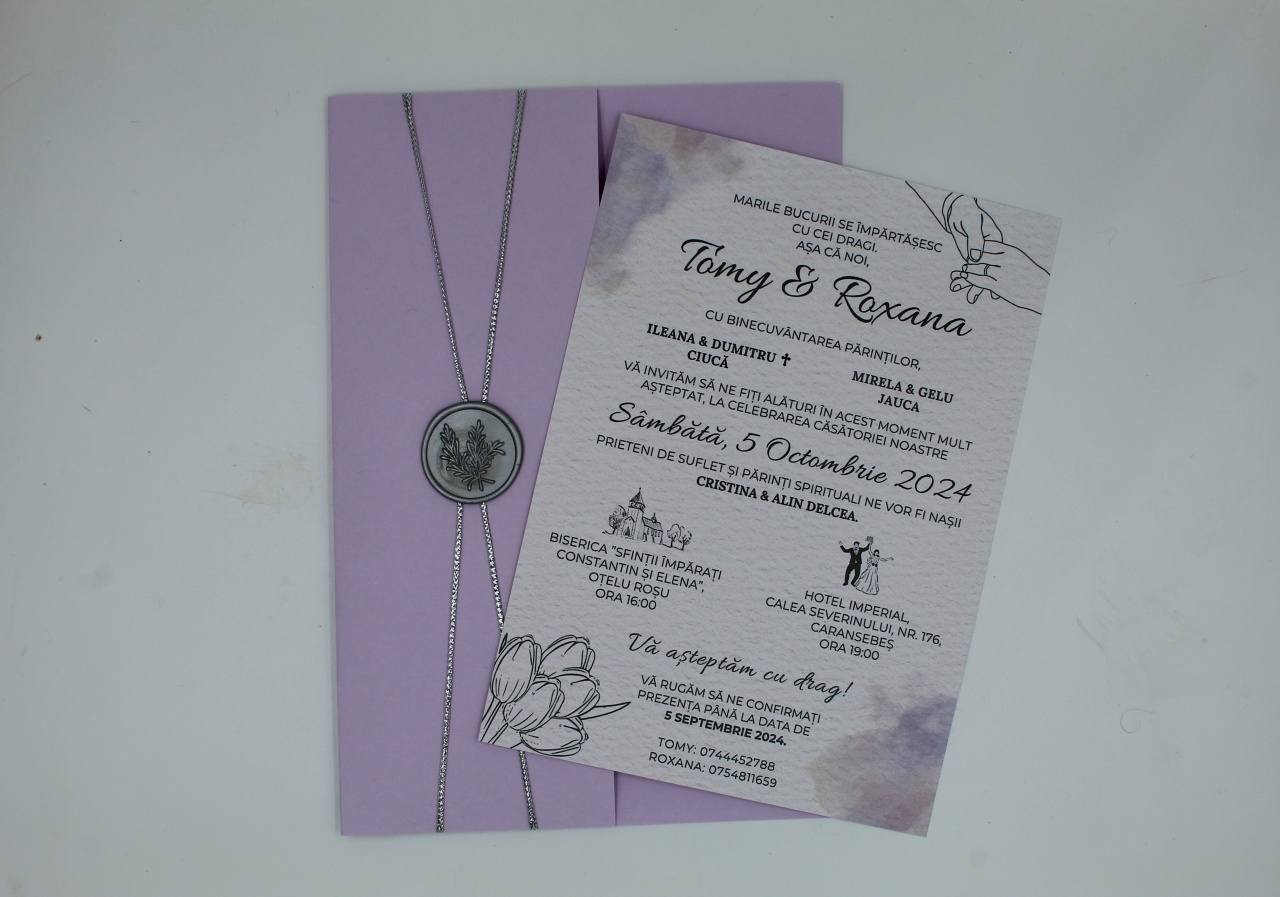 MARILE BUCURII SE ÎMPĂRTĂȘESC
CU CEI DRAGI.
AȘA CĂ NOI,
Tomy & Roxana
CU BINECUVÂNTAREA PĂRINȚILOR,
ILEANA & DUMITRU ✝
CIUCĂ
MIRELA & GELU
JAUCA
VĂ INVITĂM SĂ NE FIȚI ALĂTURI ÎN ACEST MOMENT MULT
AȘTEPTAT, LA CELEBRAREA CĂSĂTORIEI NOASTRE
Sâmbătă, 5 Octombrie 2024
PRIETENI DE SUFLET ȘI PĂRINȚI SPIRITUALI NE VOR FI NAȘII
CRISTINA & ALIN DELCEA.
BISERICA "SFINȚII ÎMPĂRAȚI
CONSTANTIN ȘI ELENA",
OȚELU ROȘU
ORA 16:00
HOTEL IMPERIAL,
CALEA SEVERINULUI, NR. 176,
CARANSEBEȘ
ORA 19:00
Vă așteptăm cu drag!
VĂ RUGĂM SĂ NE CONFIRMAȚI
PREZENȚA PÂNĂ LA DATA DE
5 SEPTEMBRIE 2024.
TOMY: 0744452788
ROXANA: 0754811659